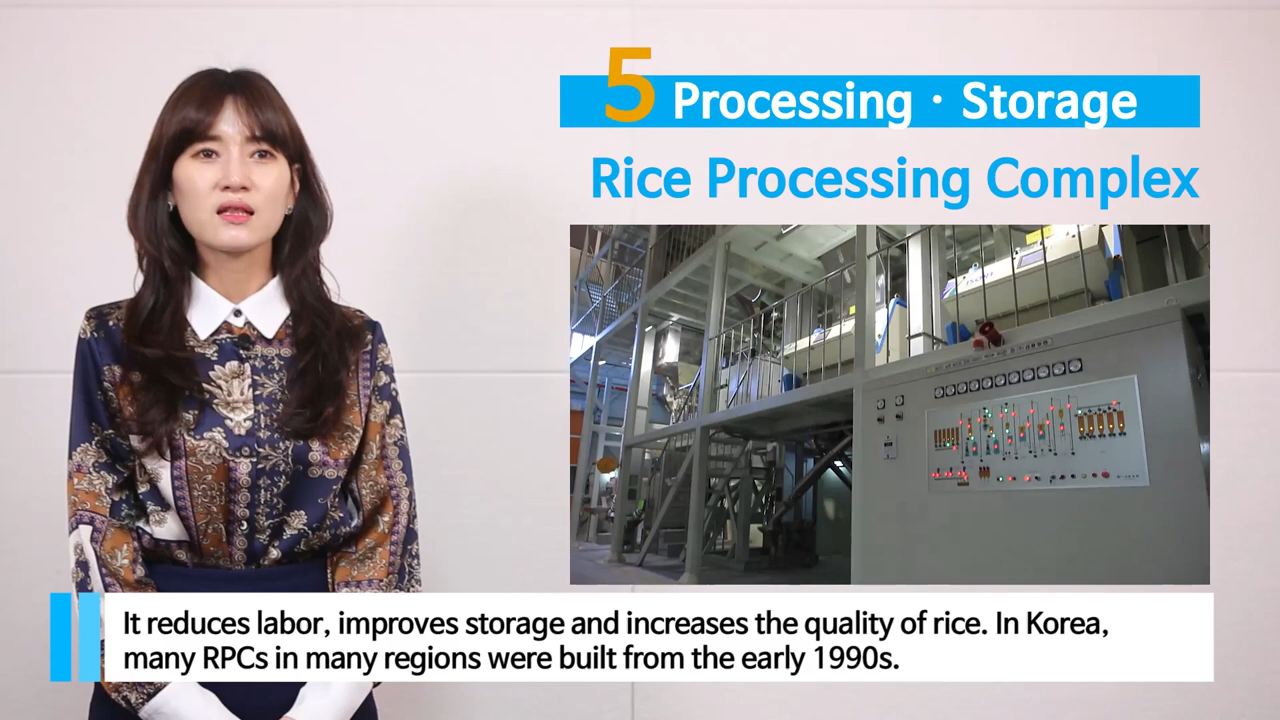 5 Processing · Storage
Rice Processing Complex
It reduces labor, improves storage and increases the quality of rice. In Korea,
many RPCs in many regions were built from the early 1990s.